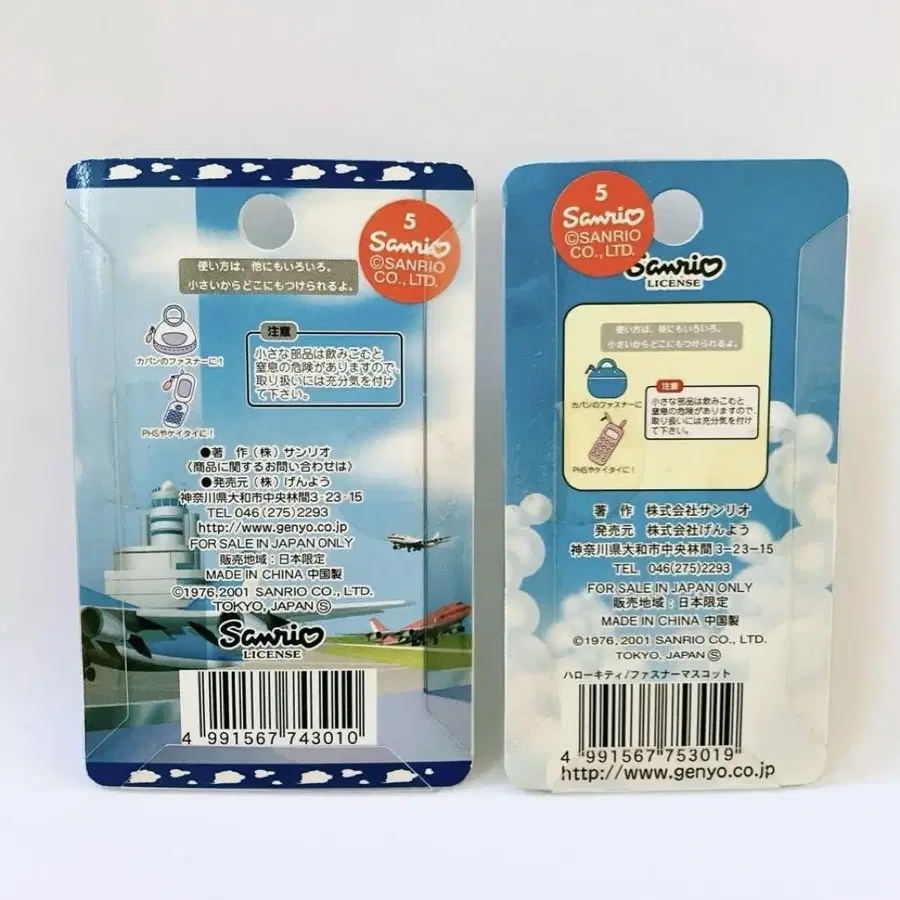 5
Sanrio
©SANRIO
CO., LTD.
使い方は、他にもいろいろ。
小さいからどこにもつけられるよ。
注意
小さな部品は飲みこむと
窒息の危険がありますので、
取り扱いには充分気を付け
て下さい。
カバンのファスナーに!
PHSやケイタイに!
●著 作 (株) サンリオ
〈商品に関するお問い合わせは〉
●発売元 (株) げんよう
神奈川県大和市中央林間3-23-15
TEL 046(275)2293
http://www.genyo.co.jp
FOR SALE IN JAPAN ONLY
販売地域:日本限定
MADE IN CHINA 中国製
©1976,2001 SANRIO CO., LTD.
TOKYO, JAPAN Ⓢ
Sanrio
LICENSE
4 991567 743010
5
Sanrio
©SANRIO
CO., LTD.
Sanrio
LICENSE
使い方は、他にもいろいろ。
小さいからどこにもつけられるよ。
注意
小さな部品は飲みこむと
窒息の危険がありますので、
取り扱いには充分気を付け
て下さい。
カバンのファスナーに
PHSやケイタイに!
著 作 株式会社サンリオ
発売元 株式会社げんよう
神奈川県大和市中央林間3-23-15
TEL 046(275)2293
FOR SALE IN JAPAN ONLY
販売地域:日本限定
MADE IN CHINA 中国製
©1976,2001 SANRIO CO., LTD.
TOKYO, JAPAN Ⓢ
ハローキティ/ファスナーマスコット
4 991567 753019
http://www.genyo.co.jp